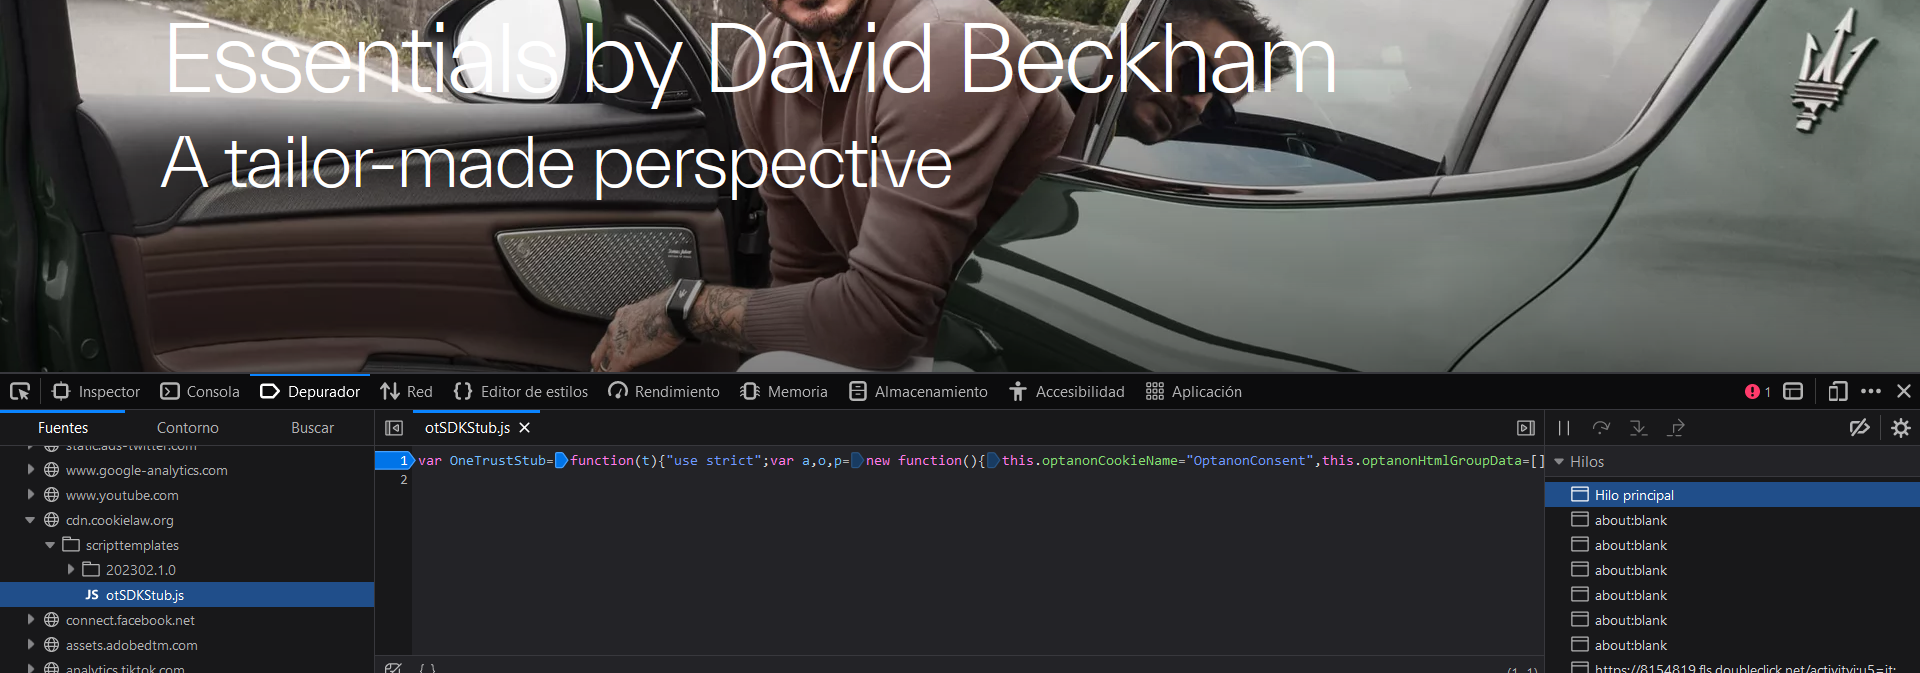 Essentials by David Beckham
A tailor-made perspective
Inspector
Consola
Depurador
Red
Editor de estilos
Rendimiento
Memoria
Almacenamiento
Accesibilidad
Aplicación
1
Fuentes
Contorno
Buscar
otSDKStub.js
static.ads-twitter.com
www.google-analytics.com
www.youtube.com
cdn.cookielaw.org
scripttemplates
202302.1.0
JS otSDKStub.js
connect.facebook.net
assets.adobedtm.com
analytics.tiktok.com
1 var OneTrustStub=function(t){"use strict";var a,o,p=new function(){this.optanonCookieName="OptanonConsent",this.optanonHtmlGroupData=[]
2
{ }
(1, 1)
Hilos
Hilo principal
about:blank
about:blank
about:blank
about:blank
about:blank
about:blank
https://8154819.fls.doubleclick.net/activityi;u5=it;